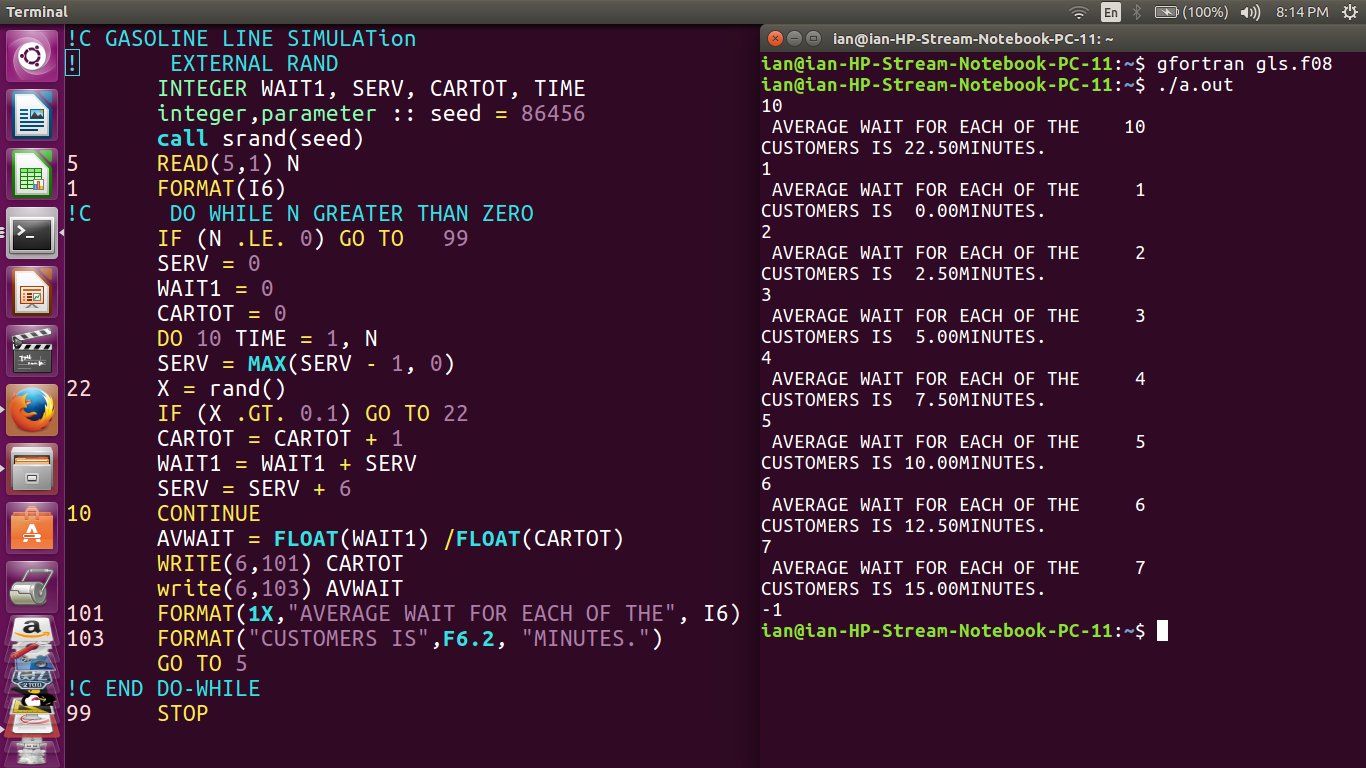 Terminal
En
(100%)
8:14 PM
!C GASOLINE LINE SIMULATion
! EXTERNAL RAND
INTEGER WAIT1, SERV, CARTOT, TIME
integer,parameter :: seed = 86456
call srand(seed)
5 READ(5,1) N
1 FORMAT(I6)
!C DO WHILE N GREATER THAN ZERO
IF (N .LE. 0) GO TO 99
SERV = 0
WAIT1 = 0
CARTOT = 0
DO 10 TIME = 1, N
SERV = MAX(SERV - 1, 0)
22 X = rand()
IF (X .GT. 0.1) GO TO 22
CARTOT = CARTOT + 1
WAIT1 = WAIT1 + SERV
SERV = SERV + 6
10 CONTINUE
AVWAIT = FLOAT(WAIT1) /FLOAT(CARTOT)
WRITE(6,101) CARTOT
write(6,103) AVWAIT
101 FORMAT(1X,"AVERAGE WAIT FOR EACH OF THE", I6)
103 FORMAT("CUSTOMERS IS",F6.2, "MINUTES.")
GO TO 5
!C END DO-WHILE
99 STOP
ian@ian-HP-Stream-Notebook-PC-11: ~
ian@ian-HP-Stream-Notebook-PC-11:~$ gfortran gls.f08
ian@ian-HP-Stream-Notebook-PC-11:~$ ./a.out
10
AVERAGE WAIT FOR EACH OF THE 10
CUSTOMERS IS 22.50MINUTES.
1
AVERAGE WAIT FOR EACH OF THE 1
CUSTOMERS IS 0.00MINUTES.
2
AVERAGE WAIT FOR EACH OF THE 2
CUSTOMERS IS 2.50MINUTES.
3
AVERAGE WAIT FOR EACH OF THE 3
CUSTOMERS IS 5.00MINUTES.
4
AVERAGE WAIT FOR EACH OF THE 4
CUSTOMERS IS 7.50MINUTES.
5
AVERAGE WAIT FOR EACH OF THE 5
CUSTOMERS IS 10.00MINUTES.
6
AVERAGE WAIT FOR EACH OF THE 6
CUSTOMERS IS 12.50MINUTES.
7
AVERAGE WAIT FOR EACH OF THE 7
CUSTOMERS IS 15.00MINUTES.
-1
ian@ian-HP-Stream-Notebook-PC-11:~$